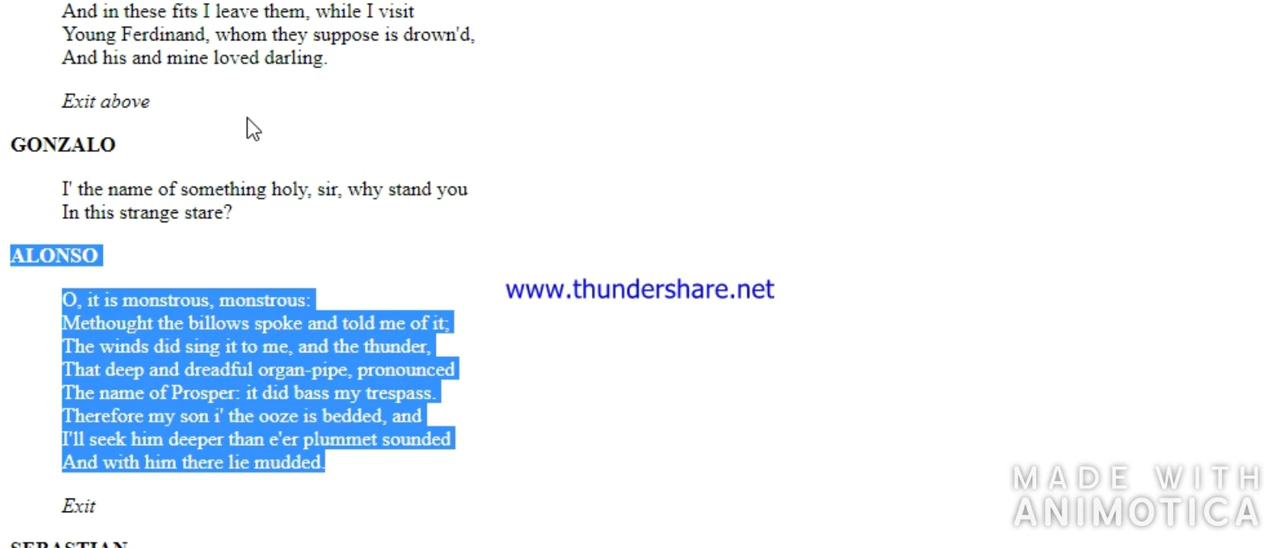 And in these fits I leave them, while I visit
Young Ferdinand, whom they suppose is drown'd,
And his and mine loved darling.
Exit above
GONZALO
I' the name of something holy, sir, why stand you
In this strange stare?
ALONSO
O, it is monstrous, monstrous:
Methought the billows spoke and told me of it;
The winds did sing it to me, and the thunder,
That deep and dreadful organ-pipe, pronounced
The name of Prosper: it did bass my trespass.
Therefore my son i' the ooze is bedded, and
I'll seek him deeper than e'er plummet sounded
And with him there lie mudded.
Exit
SEBASTIAN
www.thundershare.net
MADE WITH
ANIMOTICA